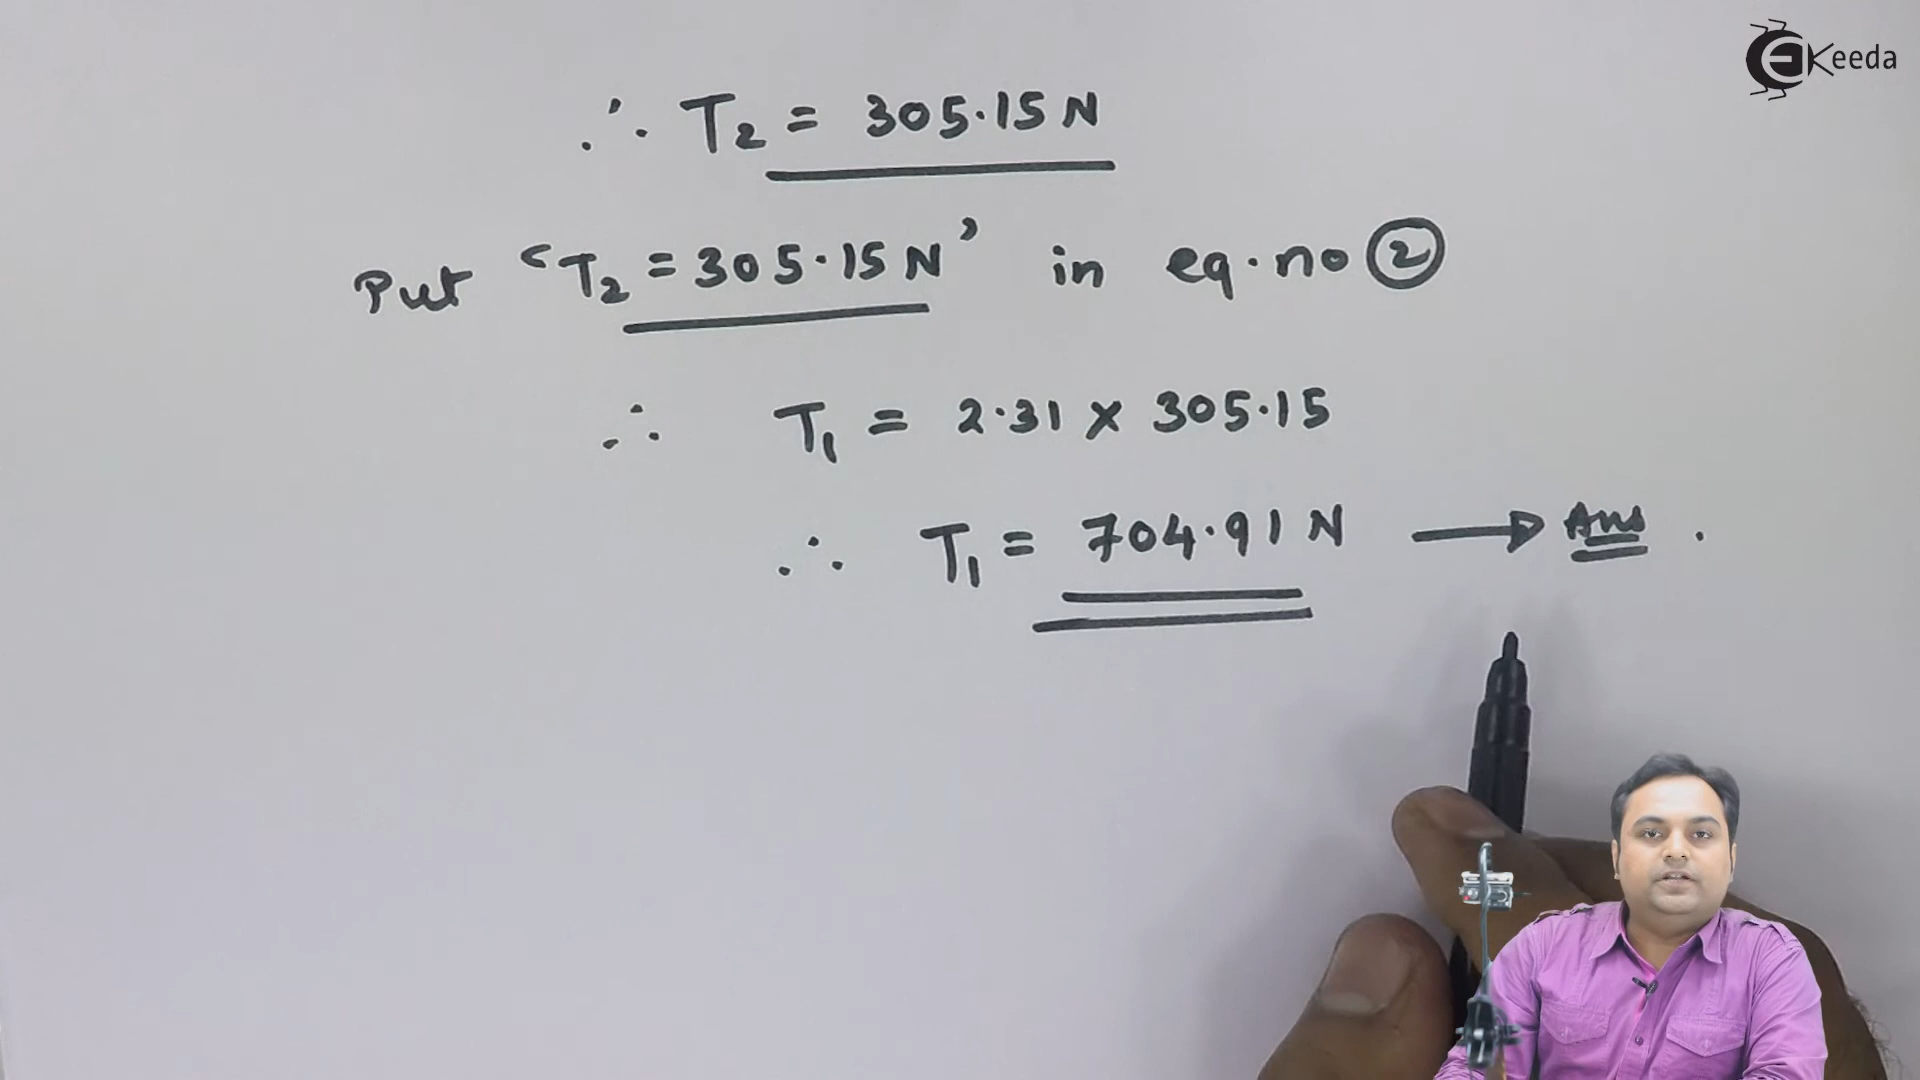 EKeeda
∴ T₂ = 305.15 N
Put ‘T₂ = 305.15 N’ in eq.no ②
∴ T₁ = 2.31 × 305.15
∴ T₁ = 704.91 N → Ans.